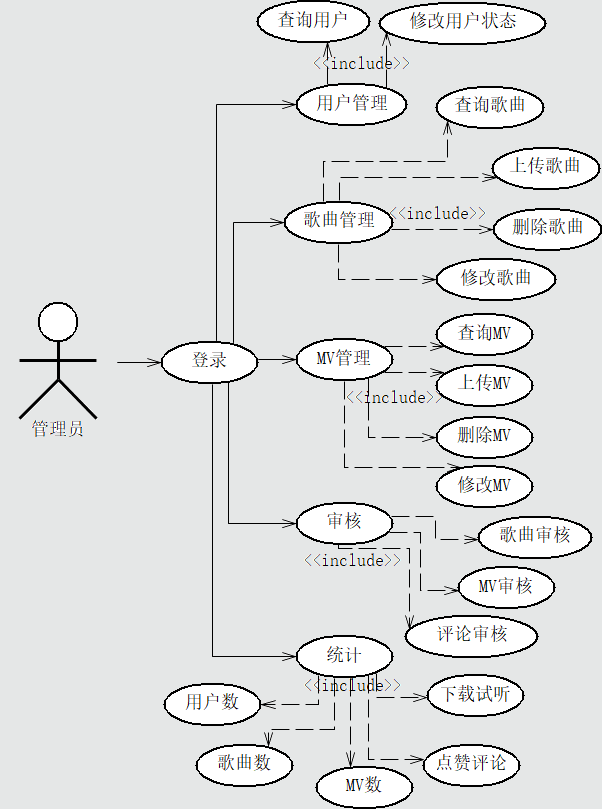 查询用户
修改用户状态
<<include>>
用户管理
查询歌曲
上传歌曲
<<include>>
歌曲管理
删除歌曲
修改歌曲
查询MV
登录
MV管理
上传MV
<<include>>
管理员
删除MV
修改MV
审核
歌曲审核
<<include>>
MV审核
评论审核
统计
<<include>>
下载试听
用户数
歌曲数
点赞评论
MV数